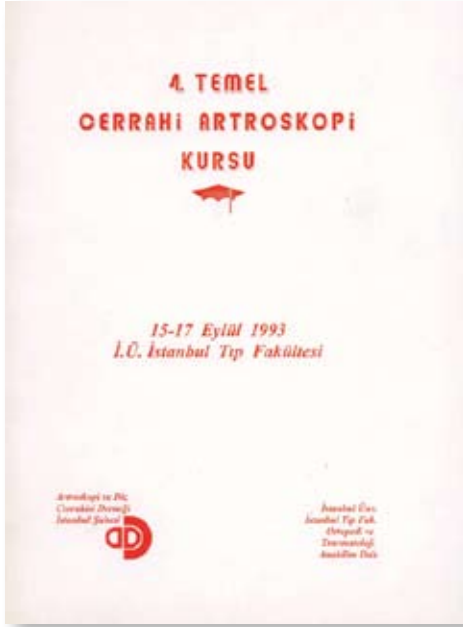 4. TEMEL
CERRAHİ ARTROSKOPİ
KURSU
15-17 Eylül 1993
İ.Ü. İstanbul Tıp Fakültesi
Artroskopi ve Diz
Cerrahisi Derneği
İstanbul Şubesi
İstanbul Üni.
İstanbul Tıp Fak.
Ortopedi ve
Travmatoloji
Anabilim Dalı